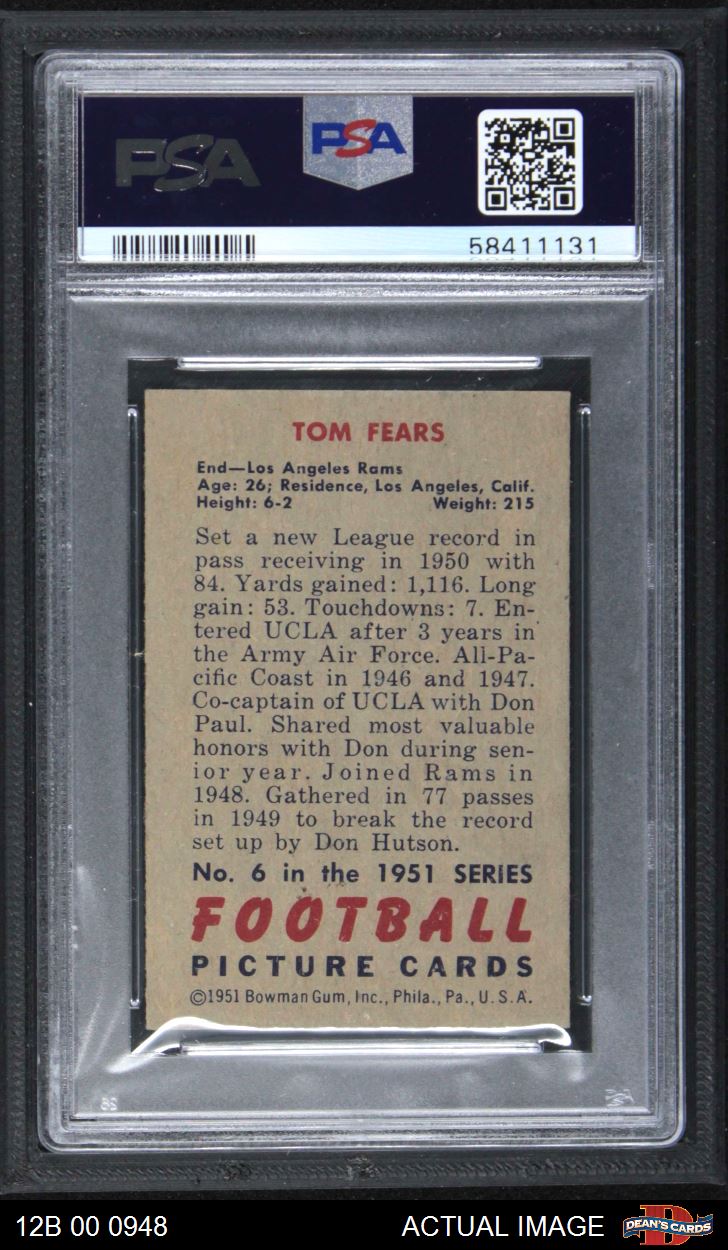 PSA
PSA
58411131
TOM FEARS
End—Los Angeles Rams
Age: 26; Residence, Los Angeles, Calif.
Height: 6-2 Weight: 215
Set a new League record in
pass receiving in 1950 with
84. Yards gained: 1,116. Long
gain: 53. Touchdowns: 7. En-
tered UCLA after 3 years in
the Army Air Force. All-Pa-
cific Coast in 1946 and 1947.
Co-captain of UCLA with Don
Paul. Shared most valuable
honors with Don during sen-
ior year. Joined Rams in
1948. Gathered in 77 passes
in 1949 to break the record
set up by Don Hutson.
No. 6 in the 1951 SERIES
FOOTBALL
PICTURE CARDS
©1951 Bowman Gum, Inc., Phila., Pa., U.S.A.
12B 00 0948 ACTUAL IMAGE DEAN'S CARDS